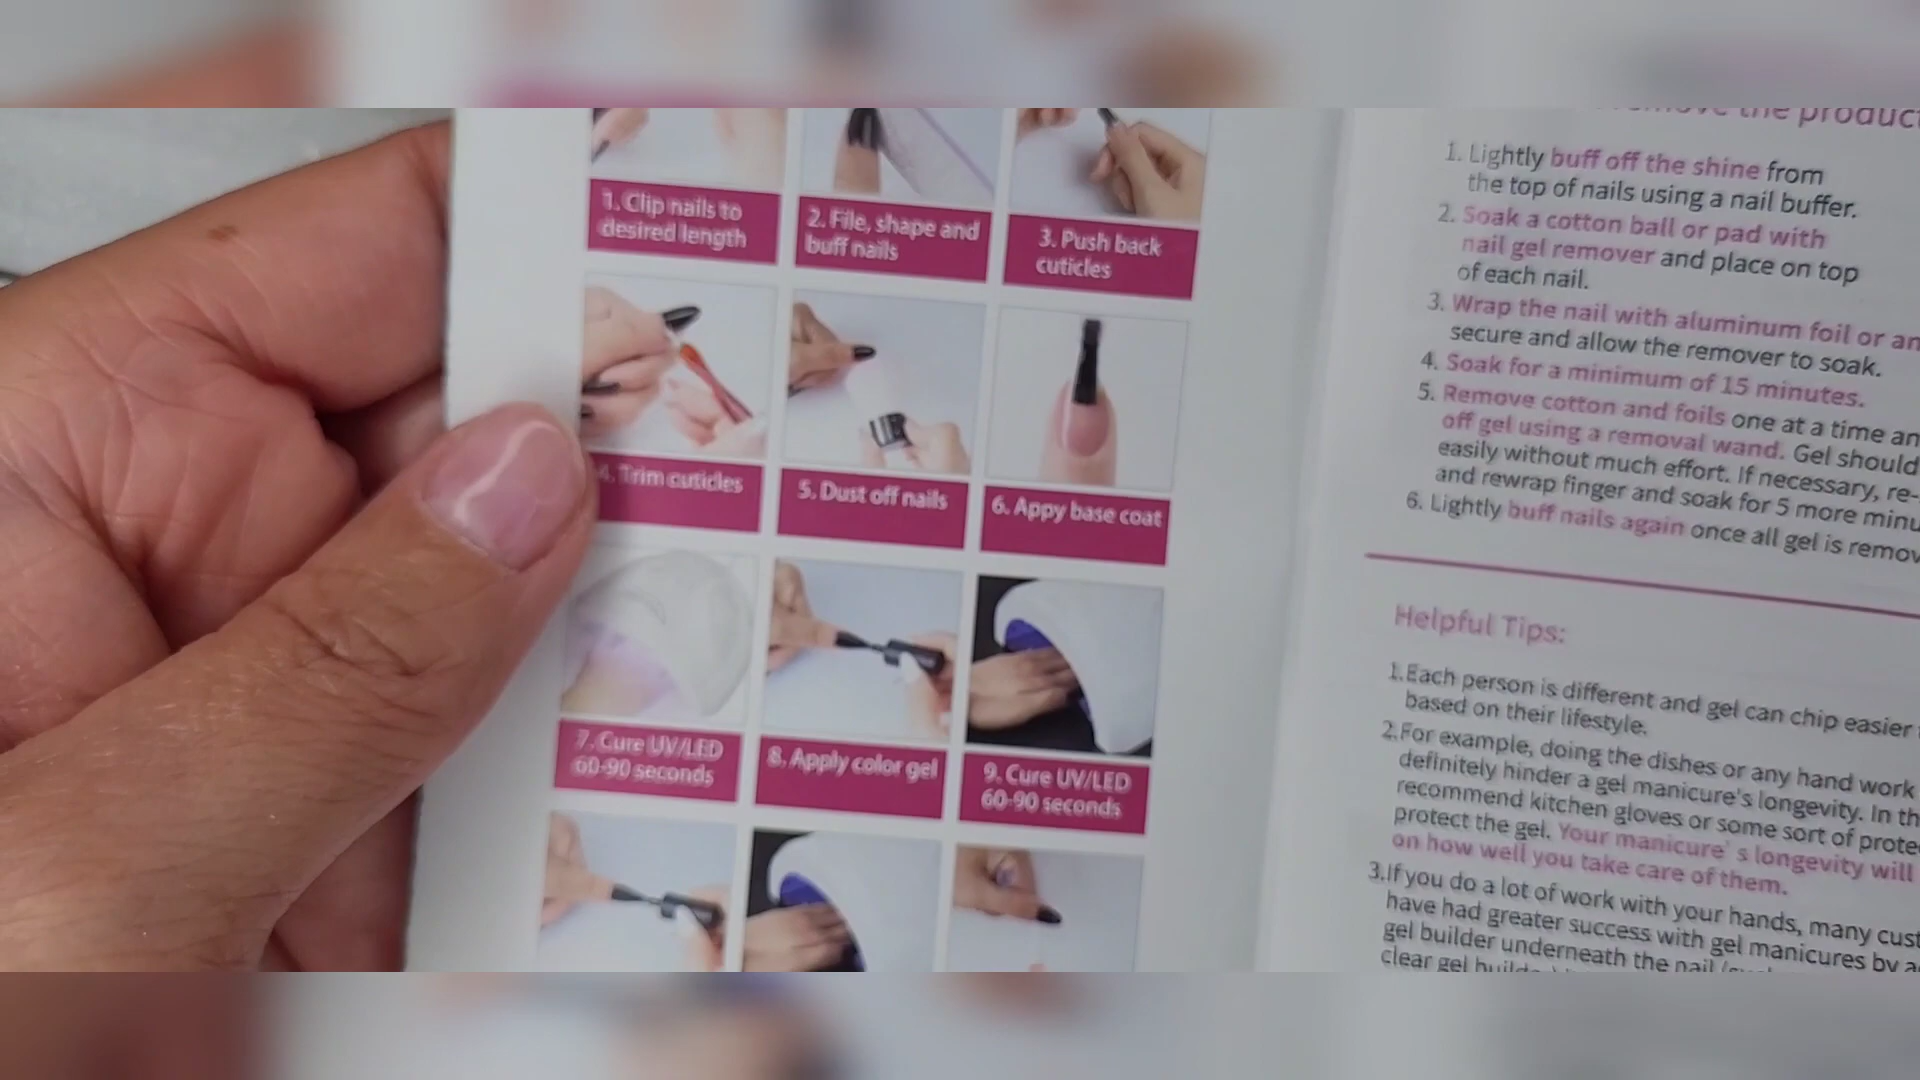 1. Clip nails to
desired length
2. File, shape and
buff nails
3. Push back
cuticles
4. Trim cuticles
5. Dust off nails
6. Appy base coat
7. Cure UV/LED
60-90 seconds
8. Apply color gel
9. Cure UV/LED
60-90 seconds
the product
1. Lightly buff off the shine from
the top of nails using a nail buffer.
2. Soak a cotton ball or pad with
nail gel remover and place on top
of each nail.
3. Wrap the nail with aluminum foil or
secure and allow the remover to soak.
4. Soak for a minimum of 15 minutes.
5. Remove cotton and foils one at a time
off gel using a removal wand. Gel should
easily without much effort. If necessary, re-
and rewrap finger and soak for 5 more
6. Lightly buff nails again once all gel is
Helpful Tips:
1.Each person is different and gel can chip easier
based on their lifestyle.
2.For example, doing the dishes or any hand work
definitely hinder a gel manicure's longevity. In
recommend kitchen gloves or some sort of
protect the gel. Your manicure' s longevity will
on how well you take care of them.
3.If you do a lot of work with your hands, many
have had greater success with gel manicures by
gel builder underneath the nail
clear gel